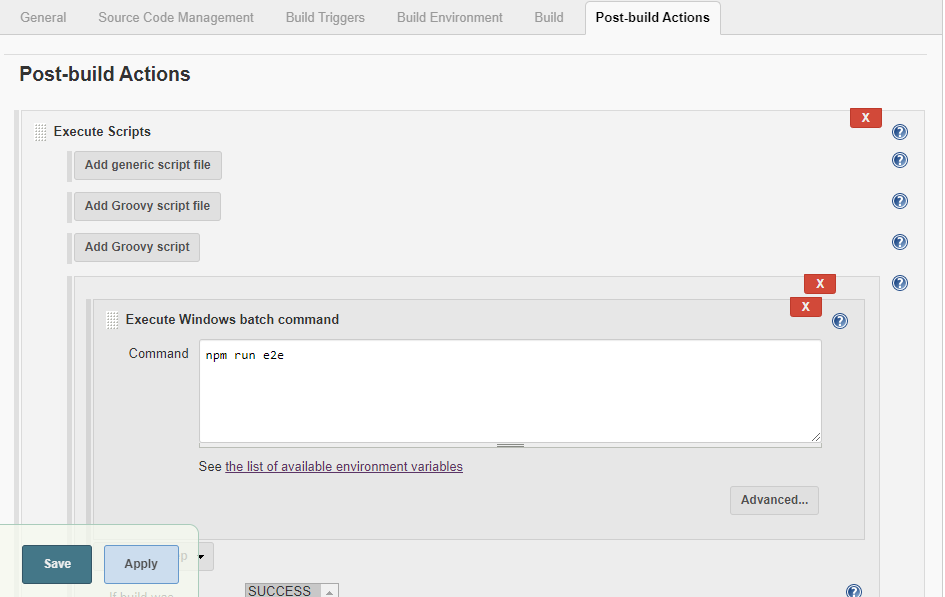 General Source Code Management Build Triggers Build Environment Build Post-build Actions
Post-build Actions
X
Execute Scripts
Add generic script file
Add Groovy script file
Add Groovy script
X
X
Execute Windows batch command
Command npm run e2e
See the list of available environment variables
Advanced...
p
Save Apply
If build was SUCCESS